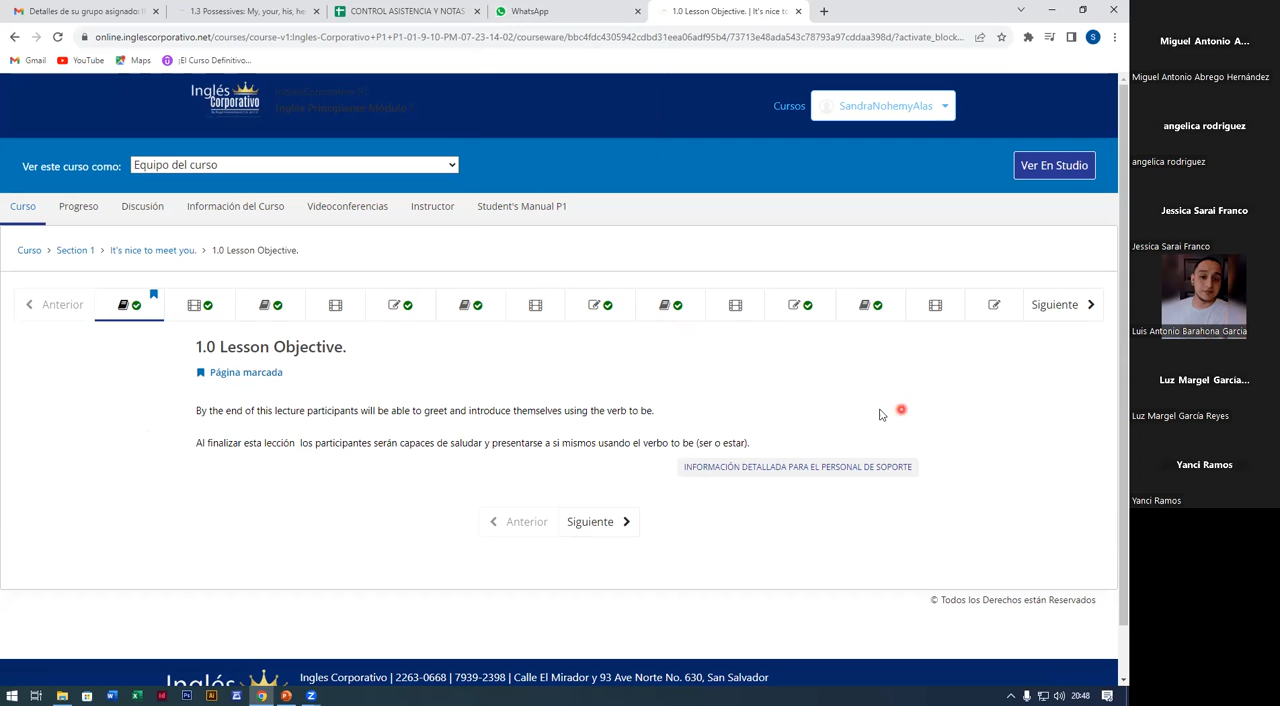 Detalles de su grupo asignado: I
1.3 Possessives: My, your, his, he
CONTROL ASISTENCIA Y NOTAS
WhatsApp
1.0 Lesson Objective. | It's nice to
online.inglescorporativo.net/courses/course-v1:Ingles-Corporativo+P1+P1-01-9-10-PM-07-23-14-02/courseware/bbc4fdc4305942cdbd31eea06adf95b4/73713e48ada543c78793a97cddaa398d/?activate_block...
S
Gmail
YouTube
Maps
¡El Curso Definitivo...
Inglés
Corporativo
Inglés Principiante Módulo
Cursos
SandraNohemyAlas
Ver este curso como:
Equipo del curso
Ver En Studio
Curso
Progreso
Discusión
Información del Curso
Videoconferencias
Instructor
Student's Manual P1
Curso > Section 1 > It's nice to meet you. > 1.0 Lesson Objective.
Anterior
Siguiente
1.0 Lesson Objective.
Página marcada
By the end of this lecture participants will be able to greet and introduce themselves using the verb to be.
Al finalizar esta lección los participantes serán capaces de saludar y presentarse a si mismos usando el verbo to be (ser o estar).
INFORMACIÓN DETALLADA PARA EL PERSONAL DE SOPORTE
Anterior
Siguiente
© Todos los Derechos están Reservados
Inglés
Ingles Corporativo | 2263-0668 | 7939-2398 | Calle El Mirador y 93 Ave Norte No. 630, San Salvador
20:48
Miguel Antonio A...
Miguel Antonio Abrego Hernández
angelica rodriguez
angelica rodriguez
Jessica Sarai Franco
Jessica Sarai Franco
Luis Antonio Barahona Garcia
Luz Margel García...
Luz Margel García Reyes
Yanci Ramos
Yanci Ramos